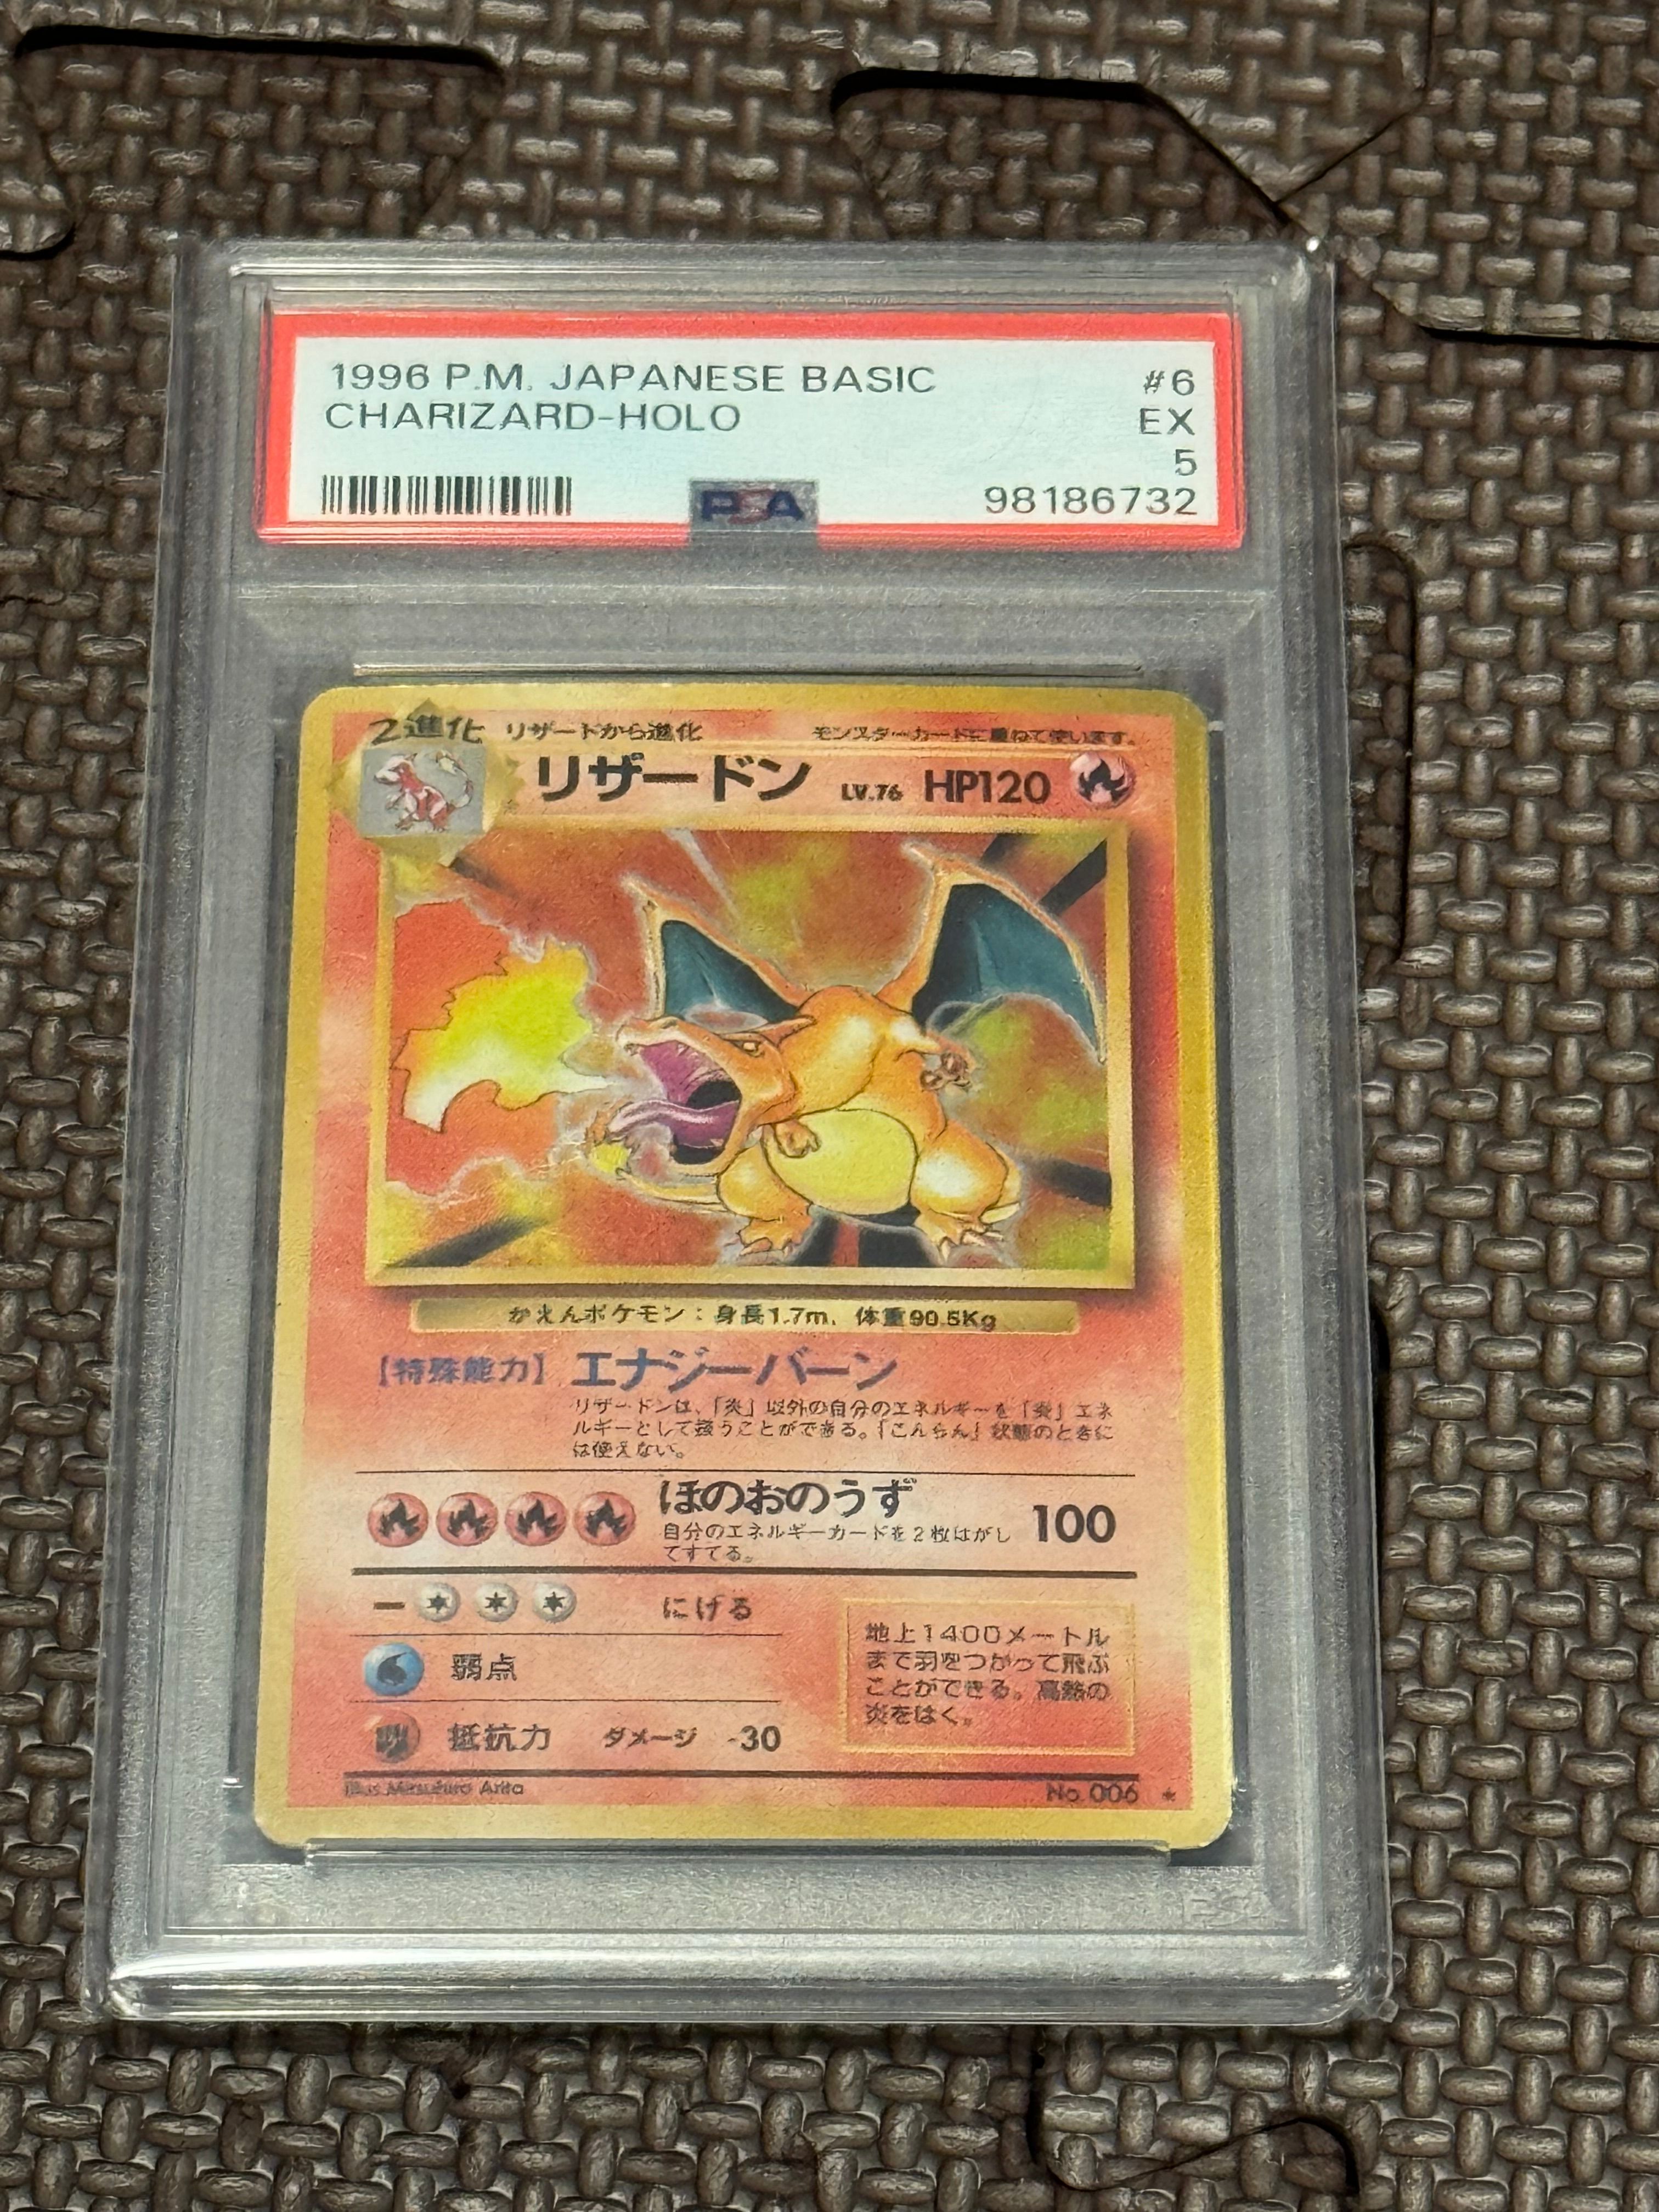 1996 P.M. JAPANESE BASIC #6
CHARIZARD-HOLO EX
5
PSA 98186732
2進化 リザードから進化 モンスターカードに重ねて使います。
リザードン LV.76 HP120
かえんポケモン：身長1.7m、体重90.5Kg
【特殊能力】 エナジーバーン
リザードンは、「炎」以外の自分のエネルギーを「炎」エネ
ルギーとして扱うことができる。「こんらん」状態のときに
は使えない。
ほのおのうず 100
自分のエネルギーカードを2枚はがし
てすてる。
にげる
弱点
抵抗力 ダメージ -30
地上1400メートル
まで羽をつかって飛ぶ
ことができる。高熱の
炎をはく。
Illus. Mitsuhiro Arita No.006 ★